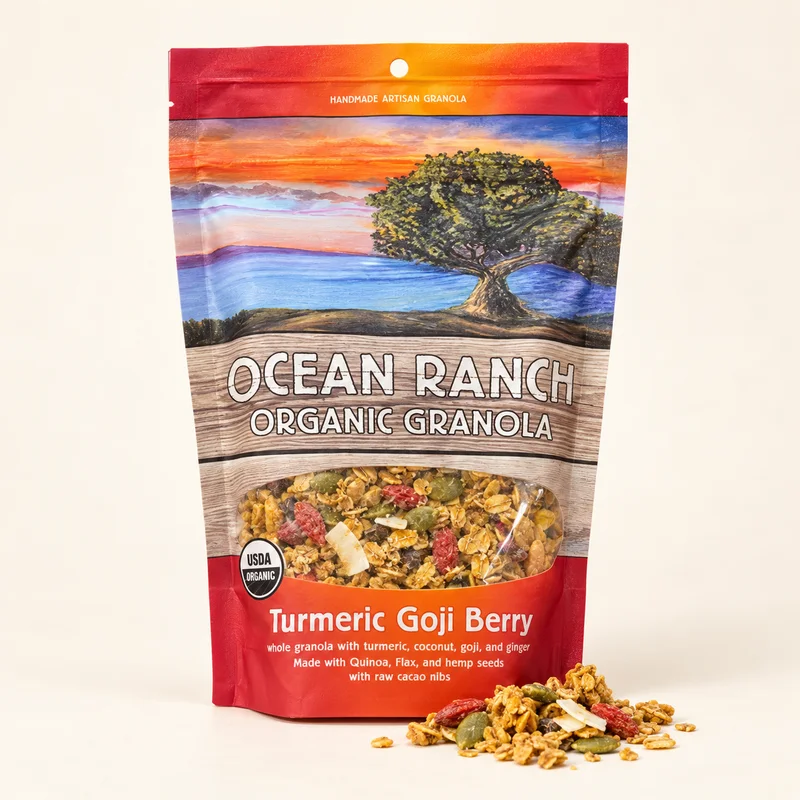 HANDMADE ARTISAN GRANOLA
OCEAN RANCH
ORGANIC GRANOLA
USDA
ORGANIC
Turmeric Goji Berry
whole granola with turmeric, coconut, goji, and ginger
Made with Quinoa, Flax, and hemp seeds
with raw cacao nibs